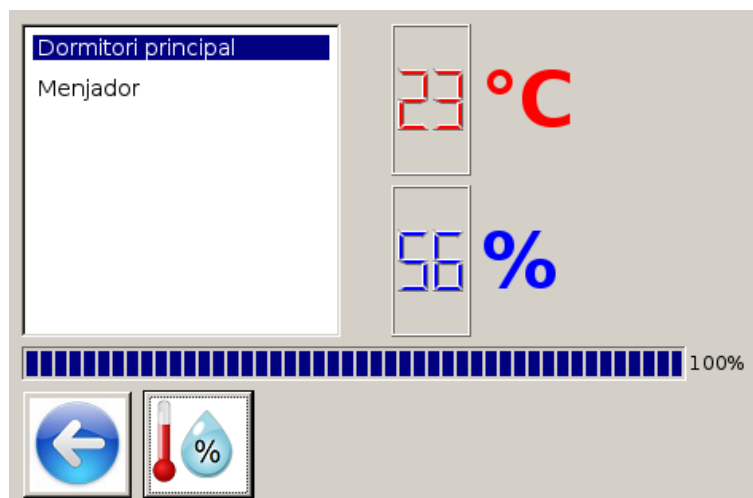 Dormitori principal
Menjador
23 °C
56 %
100%
%